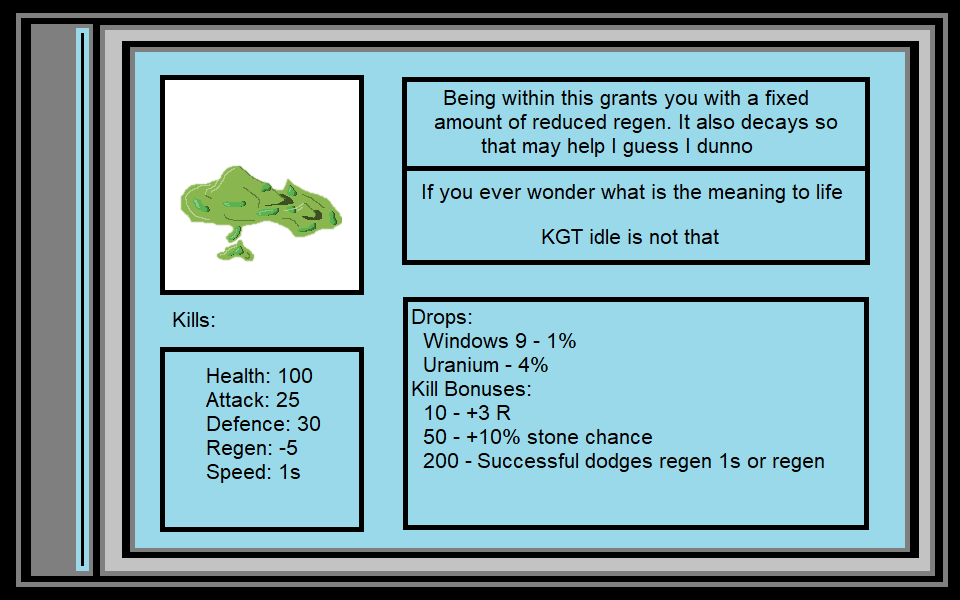 Being within this grants you with a fixed
amount of reduced regen. It also decays so
that may help I guess I dunno
If you ever wonder what is the meaning to life
KGT idle is not that
Kills:
Health: 100
Attack: 25
Defence: 30
Regen: -5
Speed: 1s
Drops:
Windows 9 - 1%
Uranium - 4%
Kill Bonuses:
10 - +3 R
50 - +10% stone chance
200 - Successful dodges regen 1s or regen